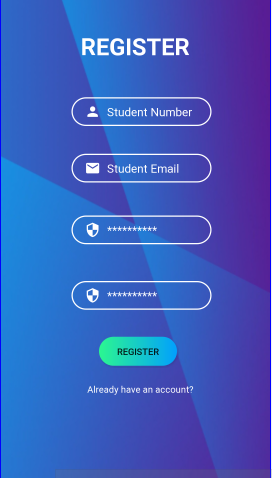 REGISTER
Student Number
Student Email
**********
**********
REGISTER
Already have an account?